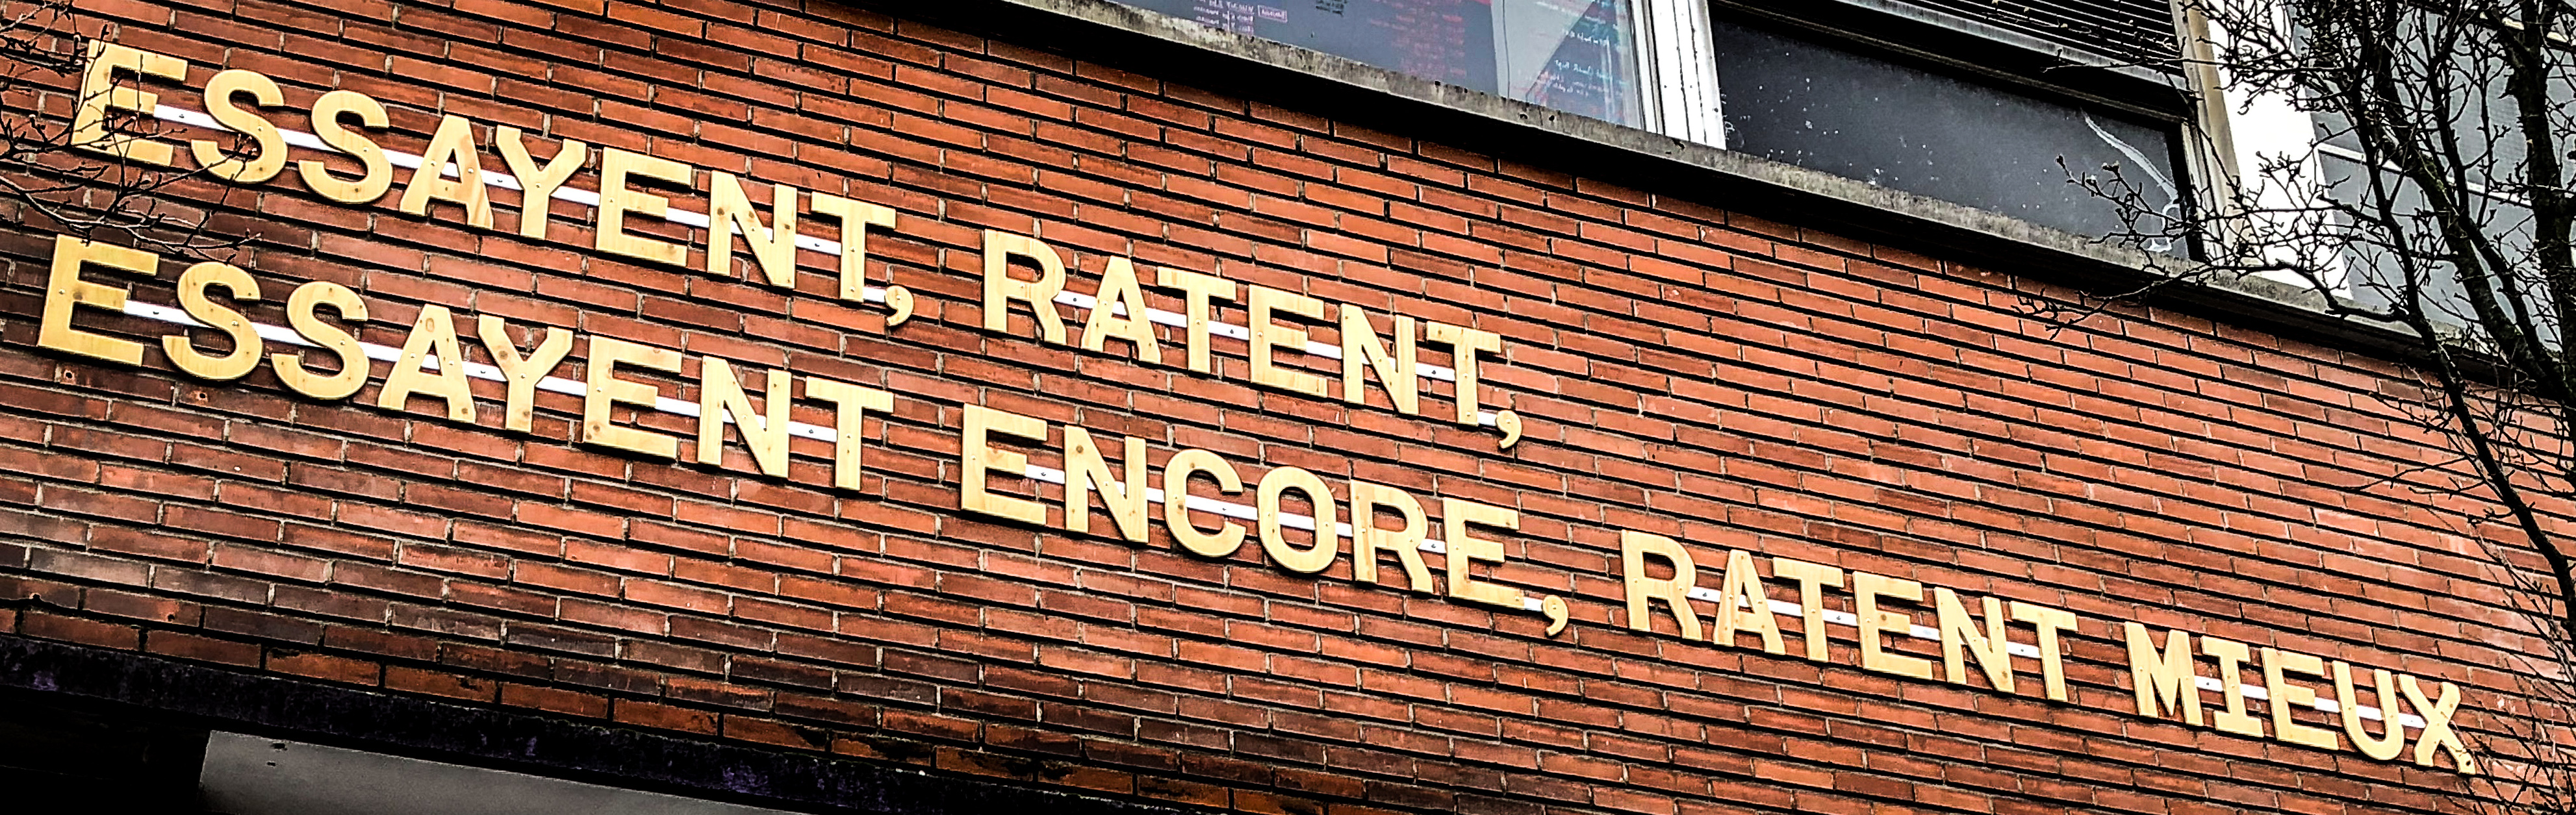 ESSAYENT, RATENT,
ESSAYENT ENCORE, RATENT MIEUX